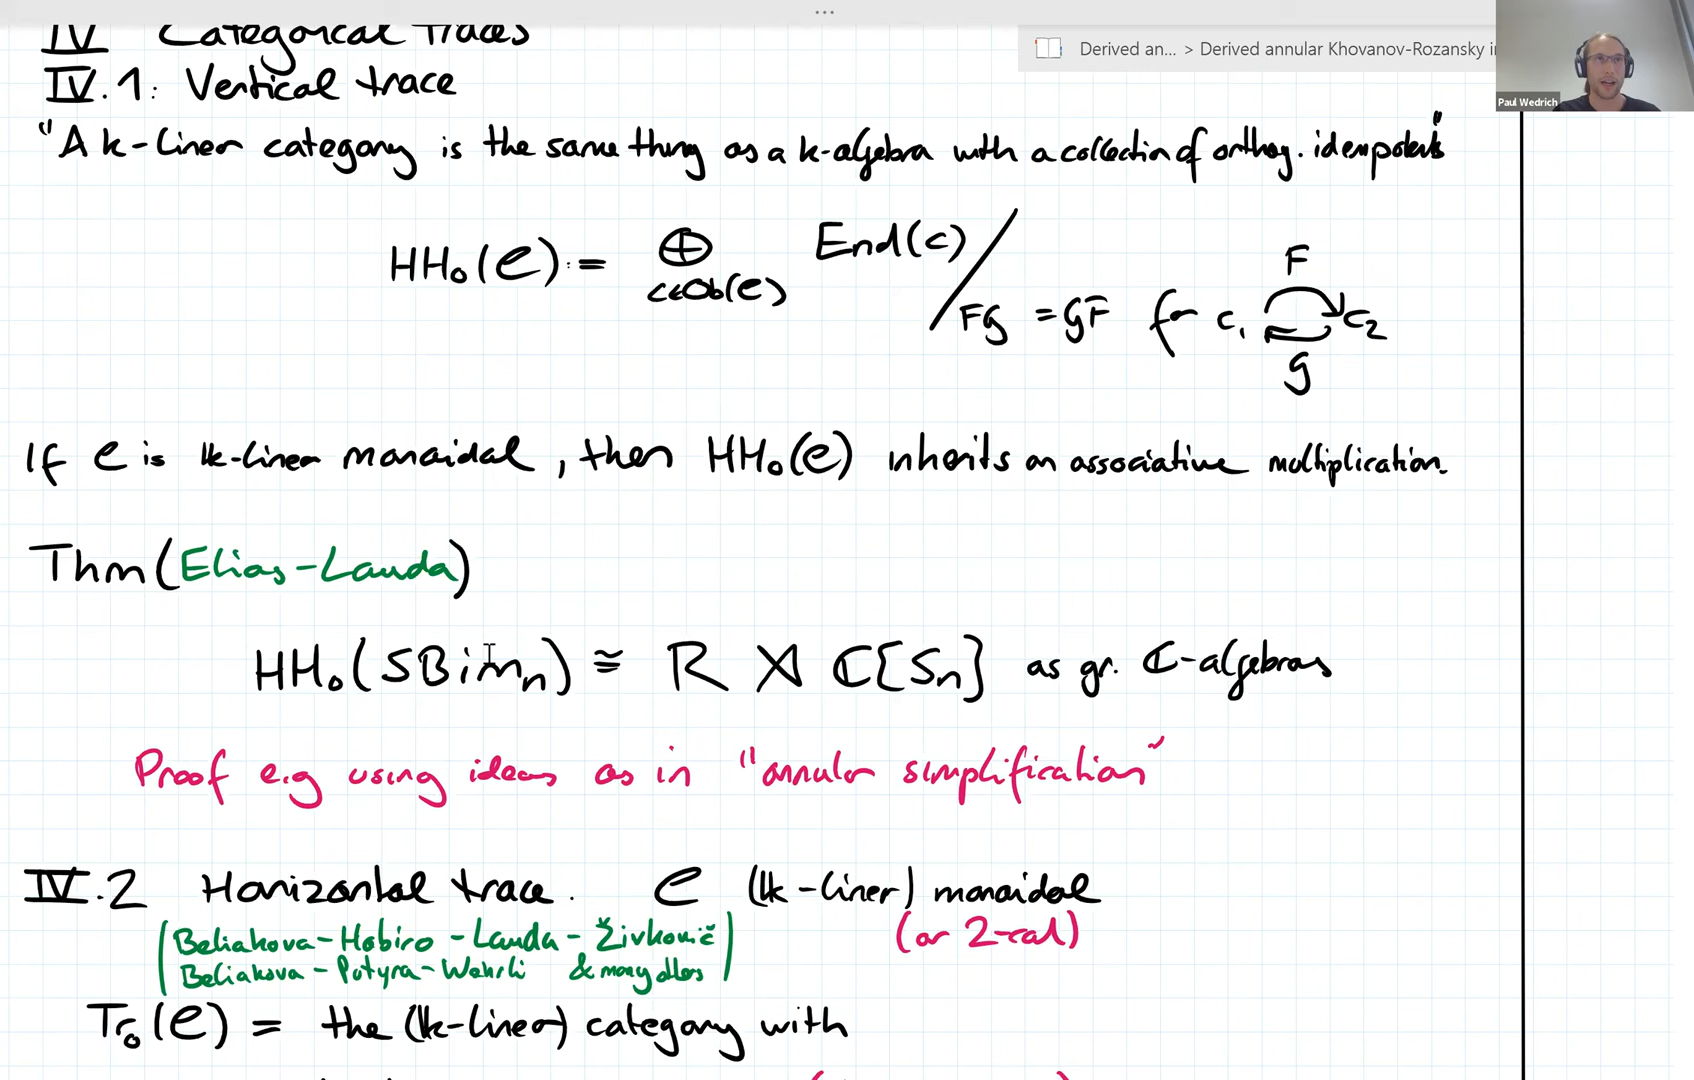 Derived an... > Derived annular Khovanov-Rozansky in
Paul Wedrich
IV Categorical traces
IV.1: Vertical trace
"A k-linear category is the same thing as a k-algebra with a collection of orthog. idempotents"
HH₀(C) := ⊕ c∈Ob(C) End(c) / Fg = gF for c₁ ⇄ c₂
F
g
If C is k-linear monoidal, then HH₀(C) inherits an associative multiplication.
Thm (Elias-Lauda)
HH₀(SBimₙ) ≅ R ⋊ ℂ[Sₙ] as gr. ℂ-algebras
Proof e.g using ideas as in "annular simplification"
IV.2 Horizontal trace. C (k-linear) monoidal
(or 2-cat)
(Beliakova-Habiro-Lauda-Živkovič
Beliakova-Putyra-Wehrli & many others)
Tr₀(C) = the (k-linear) category with